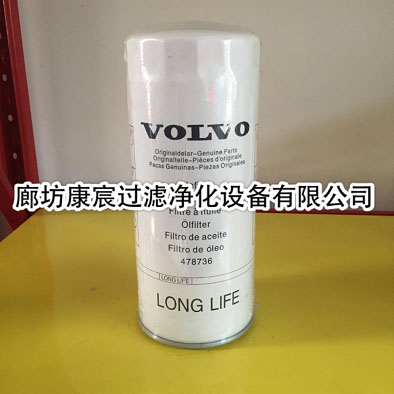 VOLVO
Originaldelar–Genuine Parts
Originalteile–Pièces d'origine
Peças Genuinas–Piezas Originales
廊坊康宸过滤净化设备有限公司
Filtre à huile
Ölfilter
Filtro de aceite
Filtro de óleo
478736
LONG LIFE
LONG LIFE